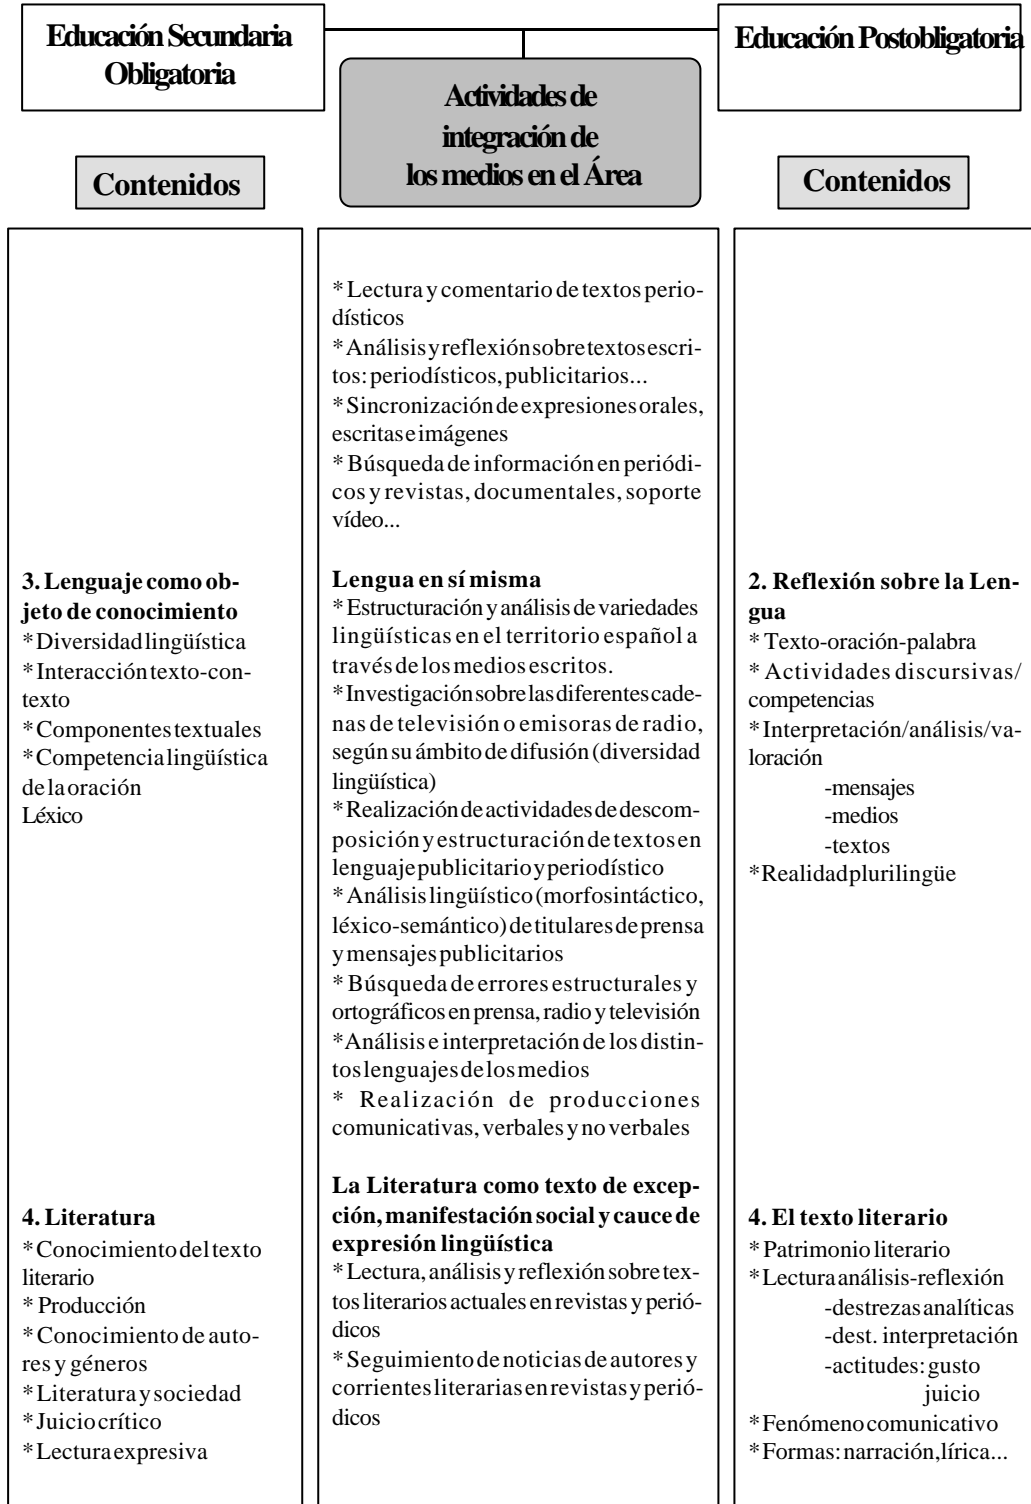 Educación Secundaria
Obligatoria
Educación Postobligatoria
Actividades de
integración de
los medios en el Área
Contenidos
Contenidos
3. Lenguaje como ob-
jeto de conocimiento
* Diversidad lingüística
* Interacción texto-con-
texto
* Componentes textuales
* Competencia lingüística
de la oración
Léxico
4. Literatura
* Conocimiento del texto
literario
* Producción
* Conocimiento de auto-
res y géneros
* Literatura y sociedad
* Juicio crítico
* Lectura expresiva
* Lectura y comentario de textos perio-
dísticos
* Análisis y reflexión sobre textos escri-
tos: periodísticos, publicitarios...
* Sincronización de expresiones orales,
escritas e imágenes
* Búsqueda de información en periódi-
cos y revistas, documentales, soporte
vídeo...
Lengua en sí misma
* Estructuración y análisis de variedades
lingüísticas en el territorio español a
través de los medios escritos.
* Investigación sobre las diferentes cade-
nas de televisión o emisoras de radio,
según su ámbito de difusión (diversidad
lingüística)
* Realización de actividades de descom-
posición y estructuración de textos en
lenguaje publicitario y periodístico
* Análisis lingüístico (morfosintáctico,
léxico-semántico) de titulares de prensa
y mensajes publicitarios
* Búsqueda de errores estructurales y
ortográficos en prensa, radio y televisión
* Análisis e interpretación de los distin-
tos lenguajes de los medios
* Realización de producciones
comunicativas, verbales y no verbales
La Literatura como texto de excep-
ción, manifestación social y cauce de
expresión lingüística
* Lectura, análisis y reflexión sobre tex-
tos literarios actuales en revistas y perió-
dicos
* Seguimiento de noticias de autores y
corrientes literarias en revistas y perió-
dicos
2. Reflexión sobre la Len-
gua
* Texto-oración-palabra
* Actividades discursivas/
competencias
* Interpretación/análisis/va-
loración
-mensajes
-medios
-textos
* Realidad plurilingüe
4. El texto literario
* Patrimonio literario
* Lectura análisis-reflexión
-destrezas analíticas
-dest. interpretación
-actitudes: gusto
juicio
* Fenómeno comunicativo
* Formas: narración, lírica...